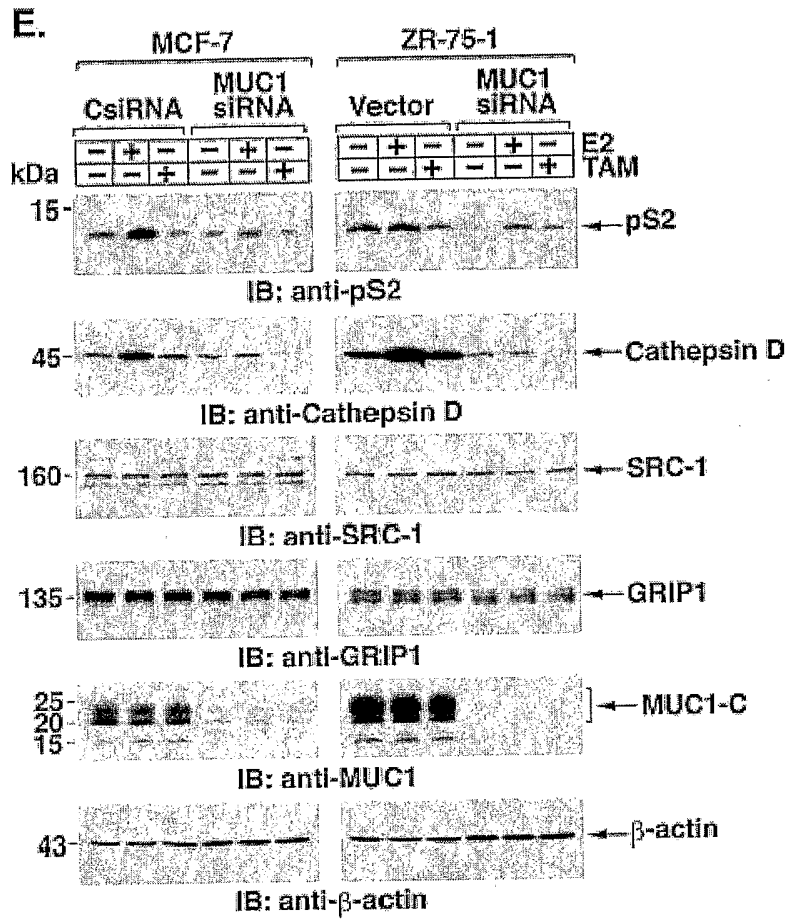 E.
MCF-7 ZR-75-1
CsiRNA MUC1 siRNA Vector MUC1 siRNA
− + − − + − − + − − + − E2
kDa − − + − − + − − + − − + TAM
15- pS2
IB: anti-pS2
45- Cathepsin D
IB: anti-Cathepsin D
160- SRC-1
IB: anti-SRC-1
135- GRIP1
IB: anti-GRIP1
25-
20- MUC1-C
15-
IB: anti-MUC1
43- β-actin
IB: anti-β-actin